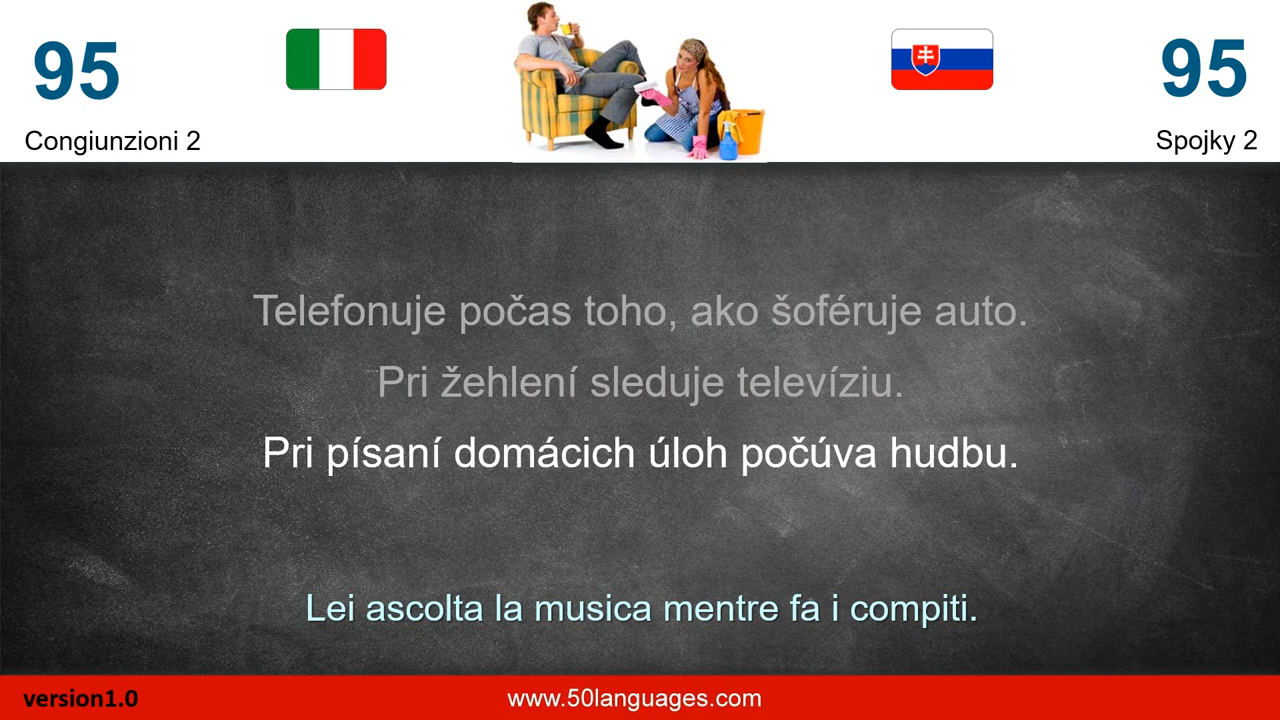 95
95
Congiunzioni 2
Spojky 2
Telefonuje počas toho, ako šoféruje auto.
Pri žehlení sleduje televíziu.
Pri písaní domácich úloh počúva hudbu.
Lei ascolta la musica mentre fa i compiti.
version1.0
www.50languages.com